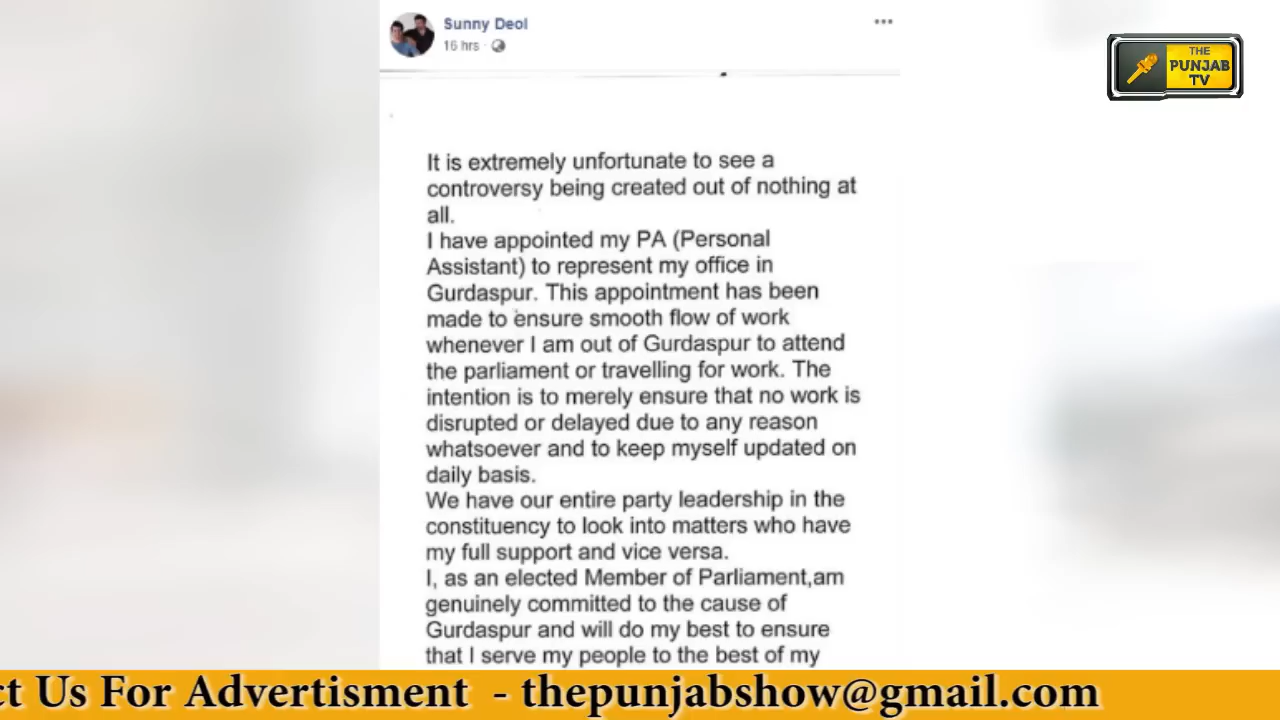 Sunny Deol
16 hrs
THE
PUNJAB
TV
It is extremely unfortunate to see a
controversy being created out of nothing at
all.
I have appointed my PA (Personal
Assistant) to represent my office in
Gurdaspur. This appointment has been
made to ensure smooth flow of work
whenever I am out of Gurdaspur to attend
the parliament or travelling for work. The
intention is to merely ensure that no work is
disrupted or delayed due to any reason
whatsoever and to keep myself updated on
daily basis.
We have our entire party leadership in the
constituency to look into matters who have
my full support and vice versa.
I, as an elected Member of Parliament,am
genuinely committed to the cause of
Gurdaspur and will do my best to ensure
that I serve my people to the best of my
ct Us For Advertisment - thepunjabshow@gmail.com